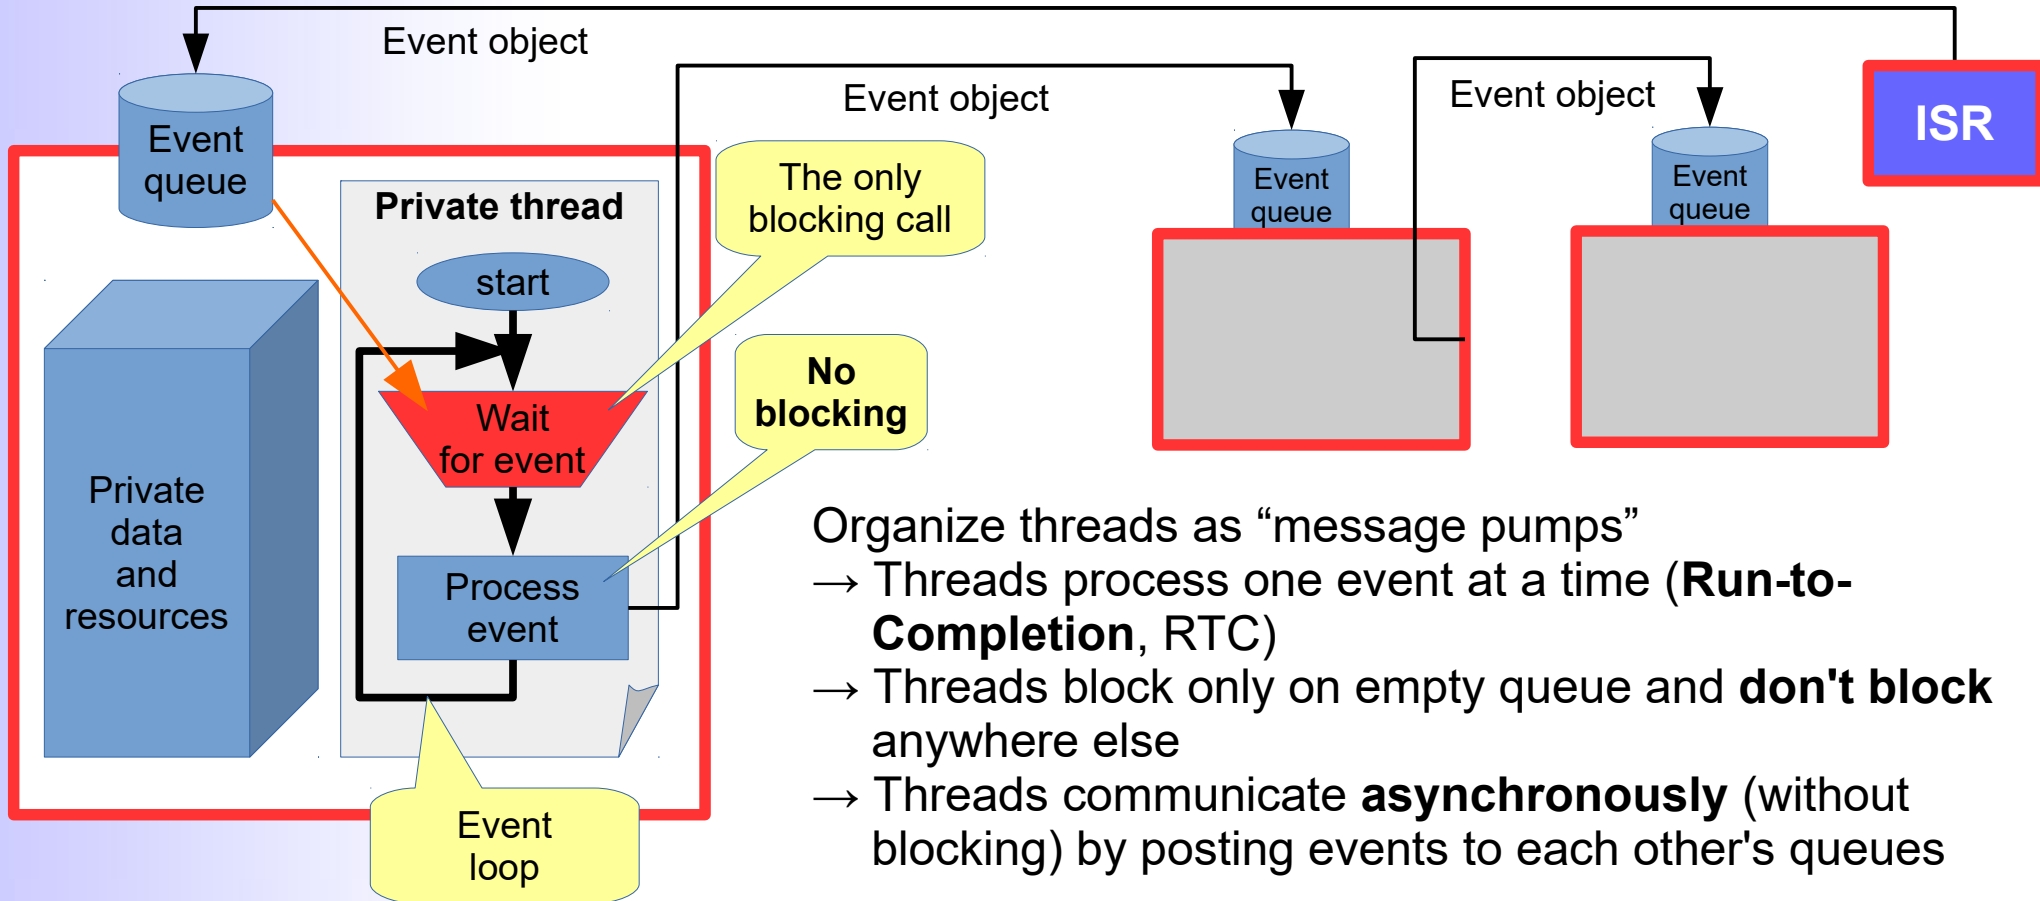 Event object
Event object
Event object
ISR
Event
queue
Private thread
The only
blocking call
Event
queue
Event
queue
start
No
blocking
Wait
for event
Private
data
and
resources
Process
event
Event
loop
Organize threads as “message pumps”
→ Threads process one event at a time (Run-to-
Completion, RTC)
→ Threads block only on empty queue and don't block
anywhere else
→ Threads communicate asynchronously (without
blocking) by posting events to each other's queues